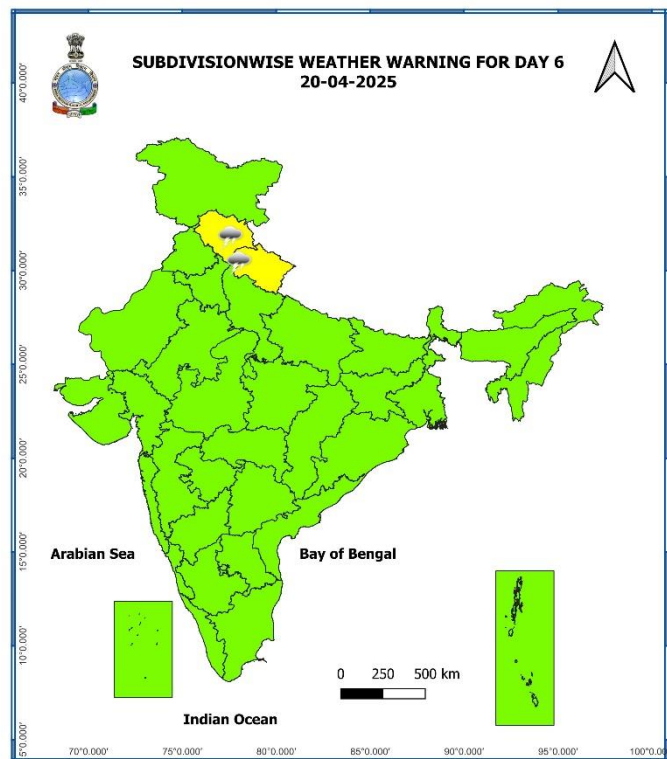 SUBDIVISIONWISE WEATHER WARNING FOR DAY 6
20-04-2025
40°0.000'
35°0.000'
30°0.000'
25°0.000'
20°0.000'
15°0.000'
10°0.000'
5°0.000'
Arabian Sea
Bay of Bengal
0 250 500 km
Indian Ocean
70°0.000' 75°0.000' 80°0.000' 90°0.000' 95°0.000' 100°0.000'